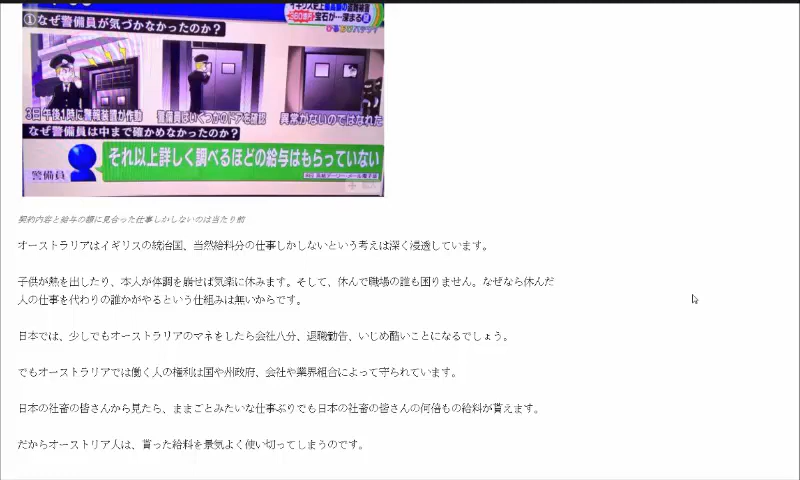 ①なぜ警備員が気づかなかったのか？
3回 午後1時に警報装置が作動
警備員はいくつかのドアを確認
異常がないのではなれた
なぜ警備員は中まで確かめなかったのか？
それ以上詳しく調べるほどの給与はもらっていない
警備員
契約内容と給与の額に見合った仕事しかしないのは当たり前
オーストラリアはイギリスの統治国、当然給料分の仕事しかしないという考えは深く浸透しています。
子供が熱を出したり、本人が体調を崩せば気楽に休みます。そして、休んで職場の誰も困りません。なぜなら休んだ
人の仕事を代わりの誰かがやるという仕組みは無いからです。
日本では、少しでもオーストラリアのマネをしたら会社八分、退職勧告、いじめ酷いことになるでしょう。
でもオーストラリアでは働く人の権利は国や州政府、会社や業界組合によって守られています。
日本の社畜の皆さんから見たら、ままごとみたいな仕事ぶりでも日本の社畜の皆さんの何倍もの給料が貰えます。
だからオーストリア人は、貰った給料を景気よく使い切ってしまうのです。